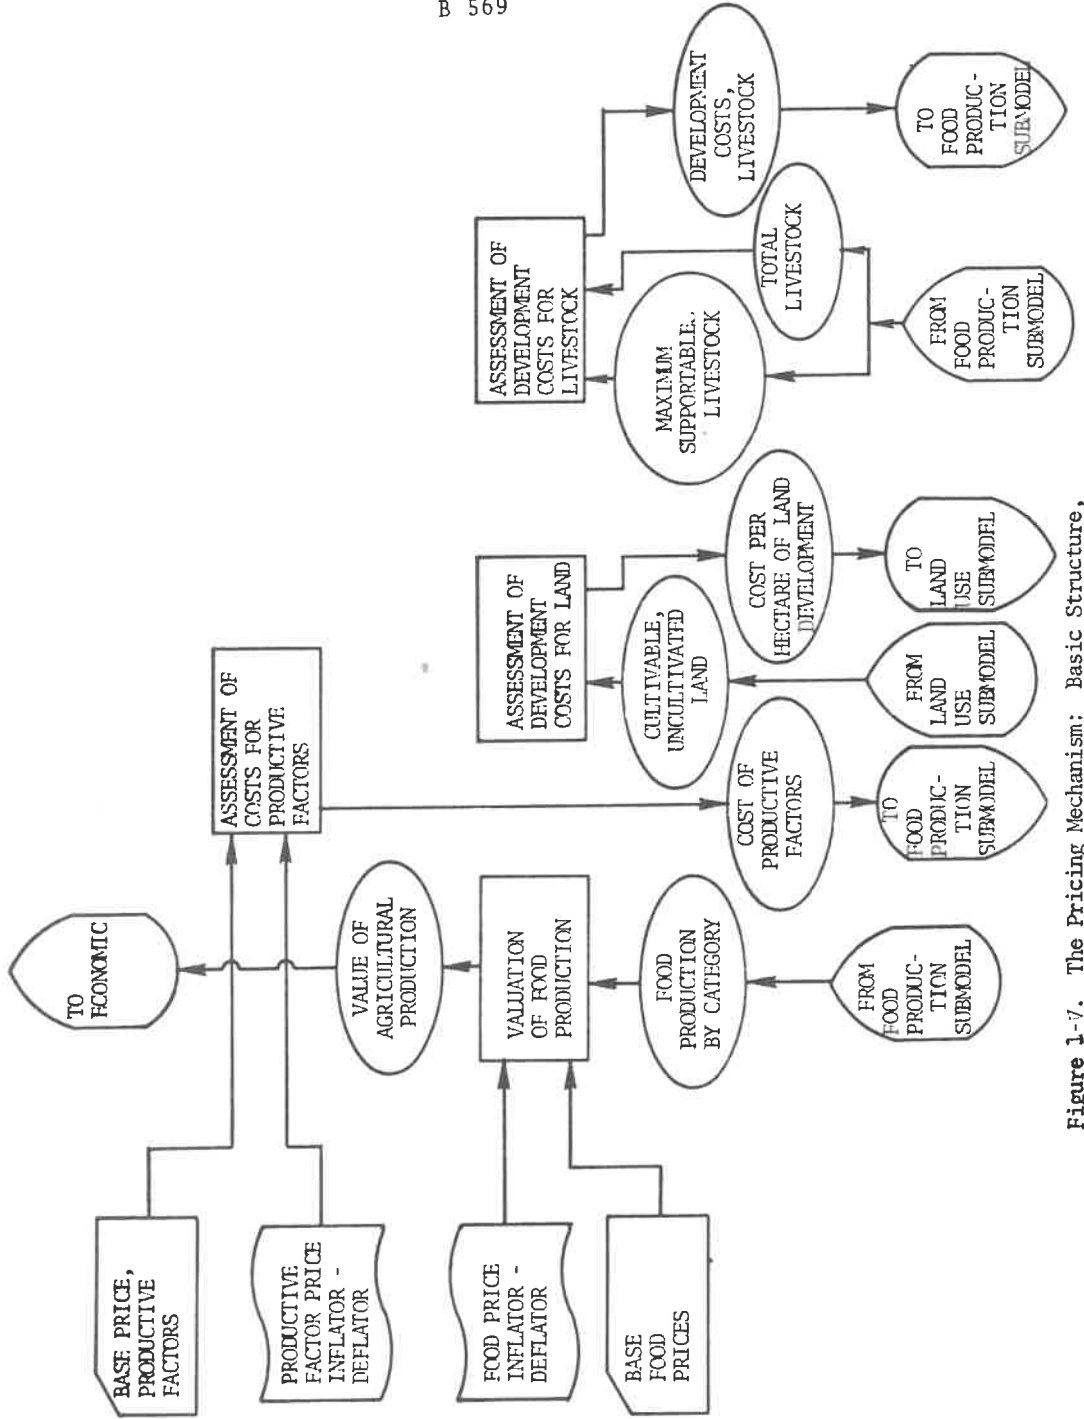 B 569
TO
ECONOMIC
BASE PRICE,
PRODUCTIVE
FACTORS
PRODUCTIVE
FACTOR PRICE
INFLATOR -
DEFLATOR
FOOD PRICE
INFLATOR -
DEFLATOR
BASE
FOOD
PRICES
VALUE OF
AGRICULTURAL
PRODUCTION
VALUATION
OF FOOD
PRODUCTION
FOOD
PRODUCTION
BY CATEGORY
FROM
FOOD
PRODUC-
TION
SUBMODEL
ASSESSMENT OF
COSTS FOR
PRODUCTIVE
FACTORS
COST OF
PRODUCTIVE
FACTORS
TO
FOOD
PRODUC-
TION
SUBMODEL
ASSESSMENT OF
DEVELOPMENT
COSTS FOR LAND
CULTIVABLE,
UNCULTIVATED
LAND
FROM
LAND
USE
SUBMODEL
COST PER
HECTARE OF LAND
DEVELOPMENT
TO
LAND
USE
SUBMODEL
ASSESSMENT OF
DEVELOPMENT
COSTS FOR
LIVESTOCK
MAXIMUM
SUPPORTABLE
LIVESTOCK
TOTAL
LIVESTOCK
FROM
FOOD
PRODUC-
TION
SUBMODEL
DEVELOPMENT
COSTS,
LIVESTOCK
TO
FOOD
PRODUC-
TION
SUBMODEL
Figure 1-7. The Pricing Mechanism: Basic Structure,